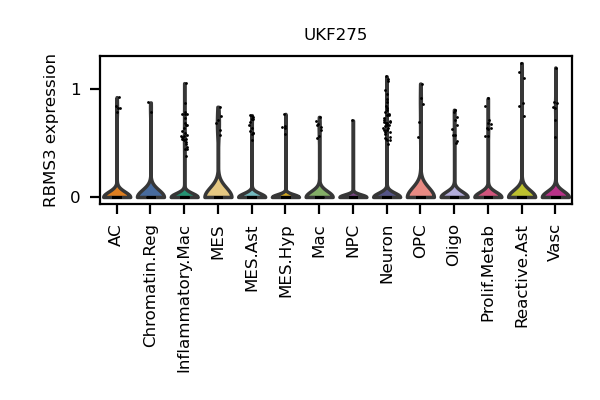 UKF275
RBMS3 expression
1
0
AC
Chromatin.Reg
Inflammatory.Mac
MES
MES.Ast
MES.Hyp
Mac
NPC
Neuron
OPC
Oligo
Prolif.Metab
Reactive.Ast
Vasc